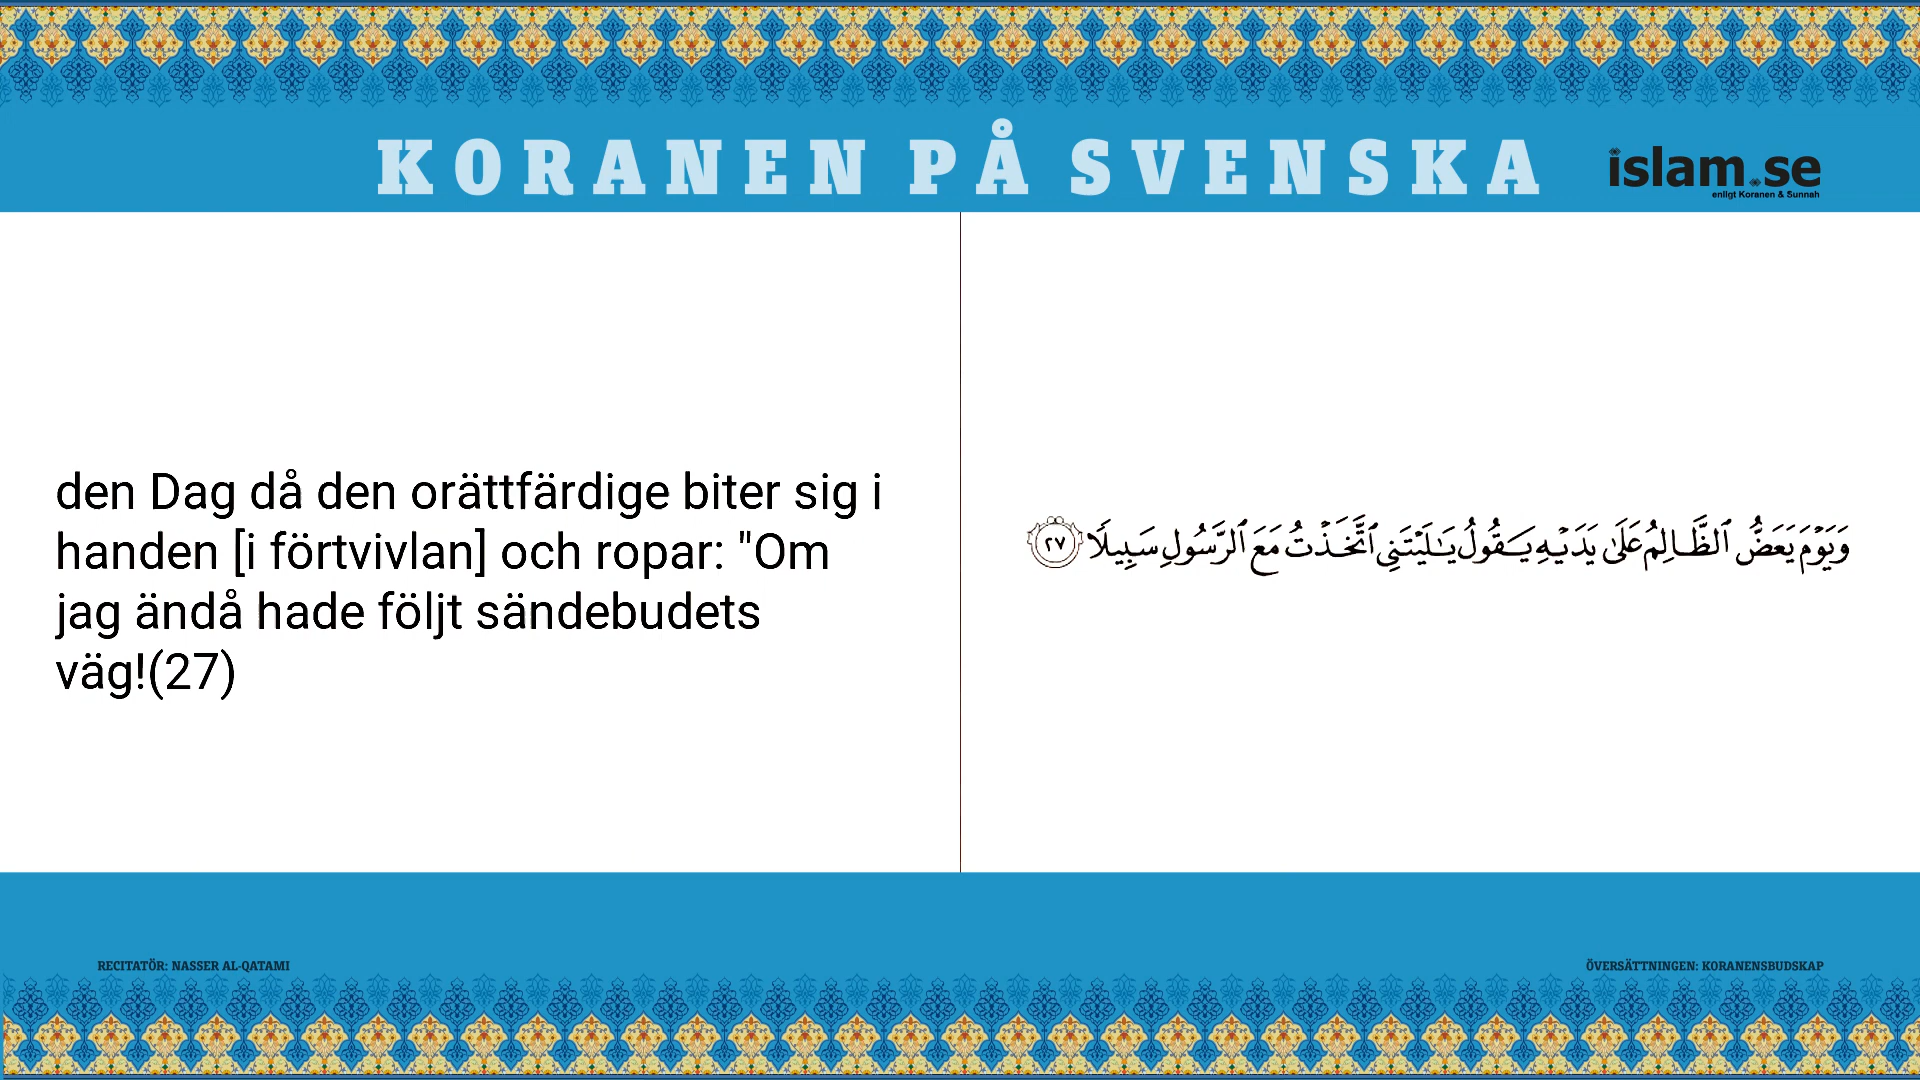 KORANEN PÅ SVENSKA
islam.se
enligt Koranen & Sunnah
den Dag då den orättfärdige biter sig i
handen [i förtvivlan] och ropar: "Om
jag ändå hade följt sändebudets
väg!(27)
وَيَوْمَ يَعَضُّ ٱلظَّالِمُ عَلَىٰ يَدَيْهِ يَقُولُ يَٰلَيْتَنِى ٱتَّخَذْتُ مَعَ ٱلرَّسُولِ سَبِيلًا ٢٧
RECITATÖR: NASSER AL-QATAMI
ÖVERSÄTTNINGEN: KORANENSBUDSKAP